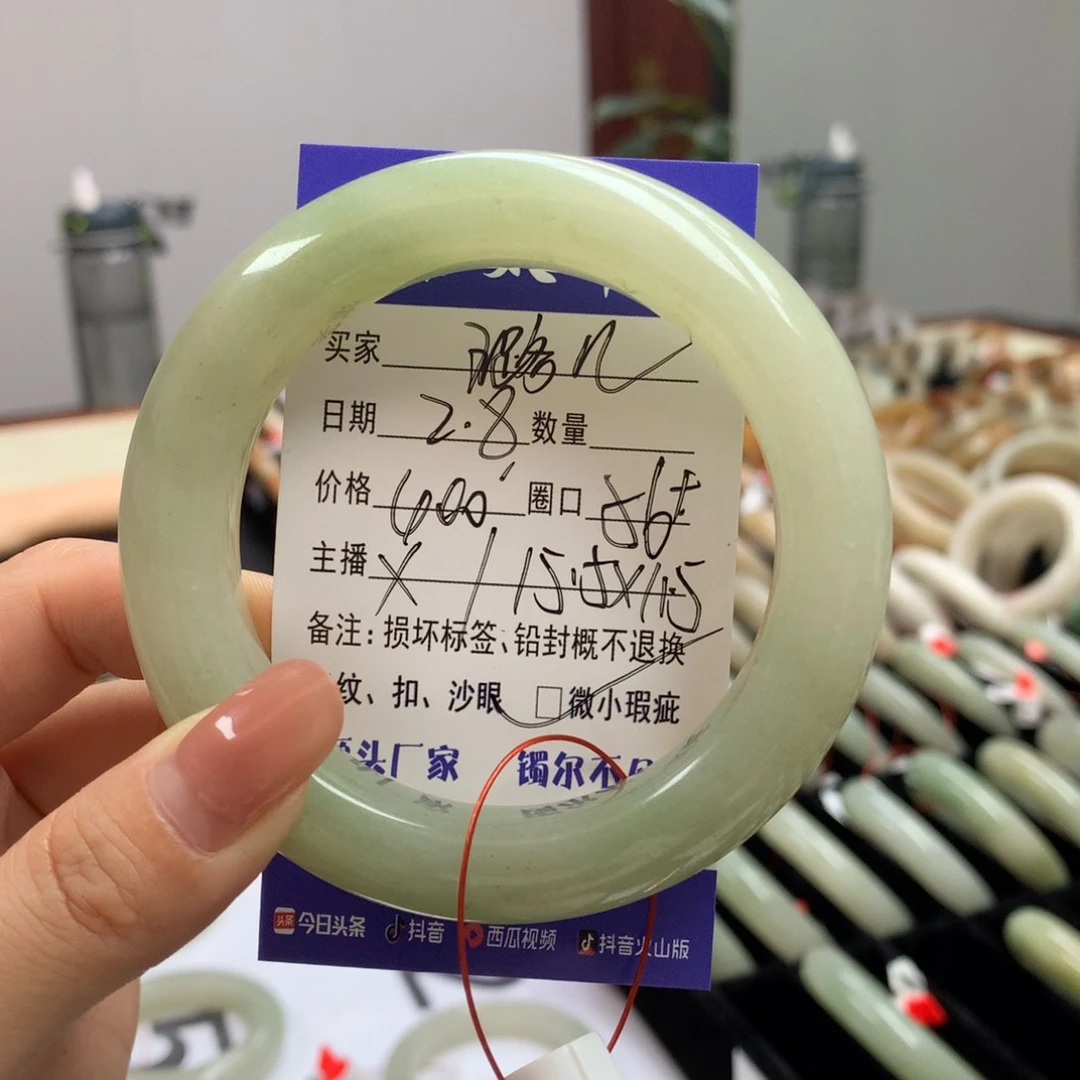 买家
日期 2.8 数量
价格 600 圈口 56+
主播 X
备注：损坏标签、铅封概不退换
纹、扣、沙眼 □微小瑕疵
头厂家 镯尔不凡
今日头条 抖音 西瓜视频 抖音火山版